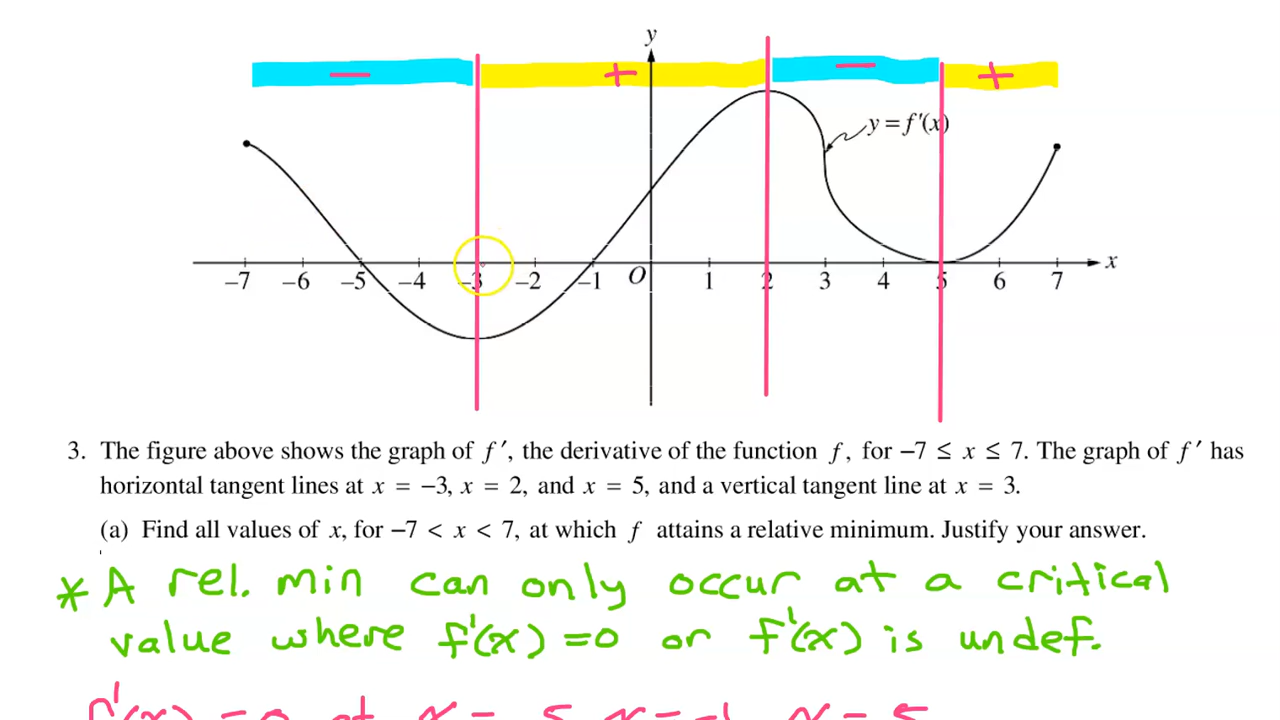 y
− + − +
y = f′(x)
−7 −6 −5 −4 −3 −2 −1 O 1 2 3 4 5 6 7 x
3. The figure above shows the graph of f′, the derivative of the function f, for −7 ≤ x ≤ 7. The graph of f′ has
horizontal tangent lines at x = −3, x = 2, and x = 5, and a vertical tangent line at x = 3.
(a) Find all values of x, for −7 < x < 7, at which f attains a relative minimum. Justify your answer.
* A rel. min can only occur at a critical
value where f'(x) = 0 or f'(x) is undef.